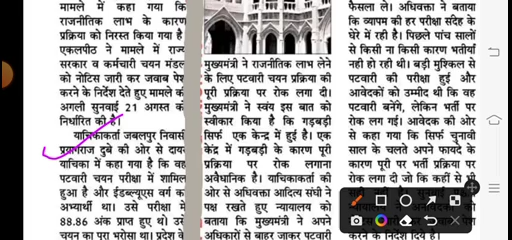 मामले में कहा गया कि
राजनीतिक लाभ के कारण
प्रक्रिया को निरस्त किया गया है
एकलपीठ ने मामले में राज्य
सरकार व कर्मचारी चयन मंडल
को नोटिस जारी कर जवाब पेश
करने के निर्देश देते हुए मामले की
अगली सुनवाई 21 अगस्त को
निर्धारित की है।
याचिकाकर्ता जबलपुर निवासी
प्रयागराज दुबे की ओर से दायर
याचिका में कहा गया है कि वह
पटवारी चयन परीक्षा में शामिल
हुआ है और ईडब्ल्यूएस वर्ग का
अभ्यार्थी था। उसे परीक्षा में
88.86 अंक प्राप्त हुए थे। उसे
चयन का पूरा भरोसा था। प्रदेश के
मुख्यमंत्री ने राजनीतिक लाभ लेने
के लिए पटवारी चयन प्रक्रिया की
पूरी प्रक्रिया पर रोक लगा दी।
मुख्यमंत्री ने स्वयं इस बात को
स्वीकार किया है कि गड़बड़ी
सिर्फ एक केन्द्र में हुई है। एक
केंद्र में गड़बड़ी के कारण पूरी
प्रक्रिया पर रोक लगाना
अवैधानिक है। याचिकाकर्ता की
ओर से अधिवक्ता आदित्य संघी ने
पक्ष रखते हुए न्यायालय को
बताया कि मुख्यमंत्री ने अपने
अधिकारों से बाहर जाकर पटवारी
फैसला ले। अधिवक्ता ने बताया
कि व्यापम की हर परीक्षा संदेह के
घेरे में रही है। पिछले पांच सालों
से किसी ना किसी कारण भर्तीयाँ
नही हो रही थी। बड़ी मुश्किल से
पटवारी की परीक्षा हुई और
आवेदकों को उम्मीद थी कि वह
पटवारी बनेंगे, लेकिन भर्ती पर
रोक लग गई। आवेदक की ओर
से कहा गया कि सिर्फ चुनावी
साल के चलते अपने फायदे के
कारण पूरी भर्ती प्रक्रिया पर
रोक लगा दी जो कि कहीं से भी
करने के निर्देश दिये है।